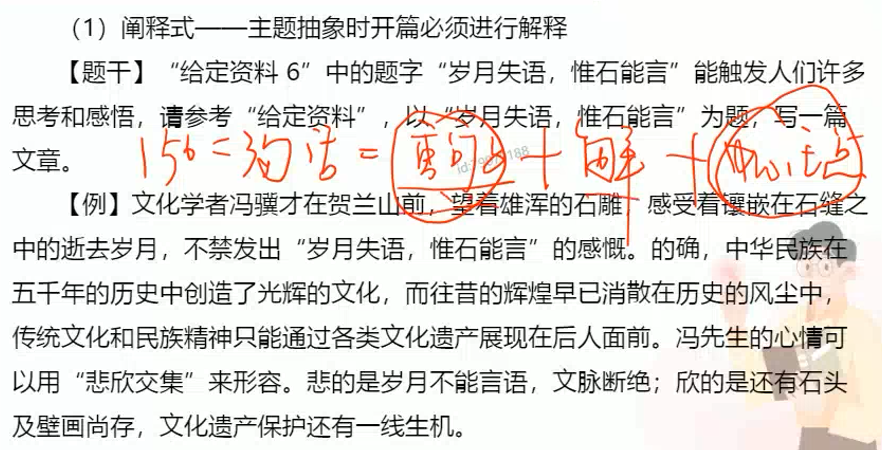 （1）阐释式——主题抽象时开篇必须进行解释
【题干】“给定资料 6”中的题字“岁月失语，惟石能言”能触发人们许多
思考和感悟，请参考“给定资料”，以“岁月失语，惟石能言”为题，写一篇
文章。
150 = 沟 = + 解 + 中心主点
【例】文化学者冯骥才在贺兰山前，望着雄浑的石雕，感受着镶嵌在石缝之
中的逝去岁月，不禁发出“岁月失语，惟石能言”的感慨。的确，中华民族在
五千年的历史中创造了光辉的文化，而往昔的辉煌早已消散在历史的风尘中，
传统文化和民族精神只能通过各类文化遗产展现在后人面前。冯先生的心情可
以用“悲欣交集”来形容。悲的是岁月不能言语，文脉断绝；欣的是还有石头
及壁画尚存，文化遗产保护还有一线生机。